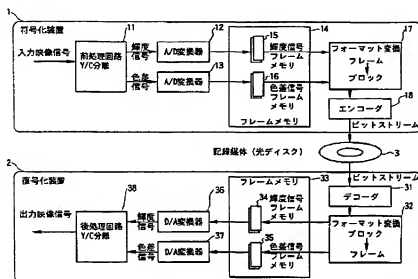 1
符号化装置
入力映像信号
11
前処理回路
Y/C分離
輝度
信号
色差
信号
12
A/D変換器
13
A/D変換器
14
15
輝度信号
フレーム
メモリ
16
色差信号
フレーム
メモリ
フレームメモリ
17
フォーマット変換
フレーム
ブロック
18
エンコーダ
ビットストリーム
記録媒体(光ディスク)
3
2
復号化装置
ビットストリーム
31
デコーダ
32
フォーマット変換
ブロック
フレーム
33
フレームメモリ
34
輝度信号
フレーム
メモリ
35
色差信号
フレーム
メモリ
36
D/A変換器
37
D/A変換器
輝度
信号
色差
信号
38
後処理回路
Y/C分離
出力映像信号